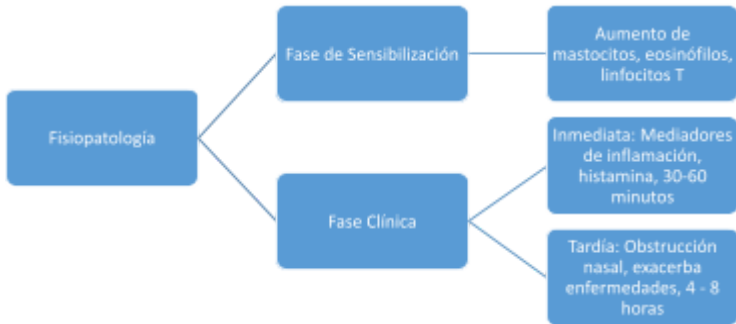 Fisiopatología
Fase de Sensibilización
Aumento de
mastocitos, eosinófilos,
linfocitos T
Fase Clínica
Inmediata: Mediadores
de inflamación,
histamina, 30-60
minutos
Tardía: Obstrucción
nasal, exacerba
enfermedades, 4 - 8
horas